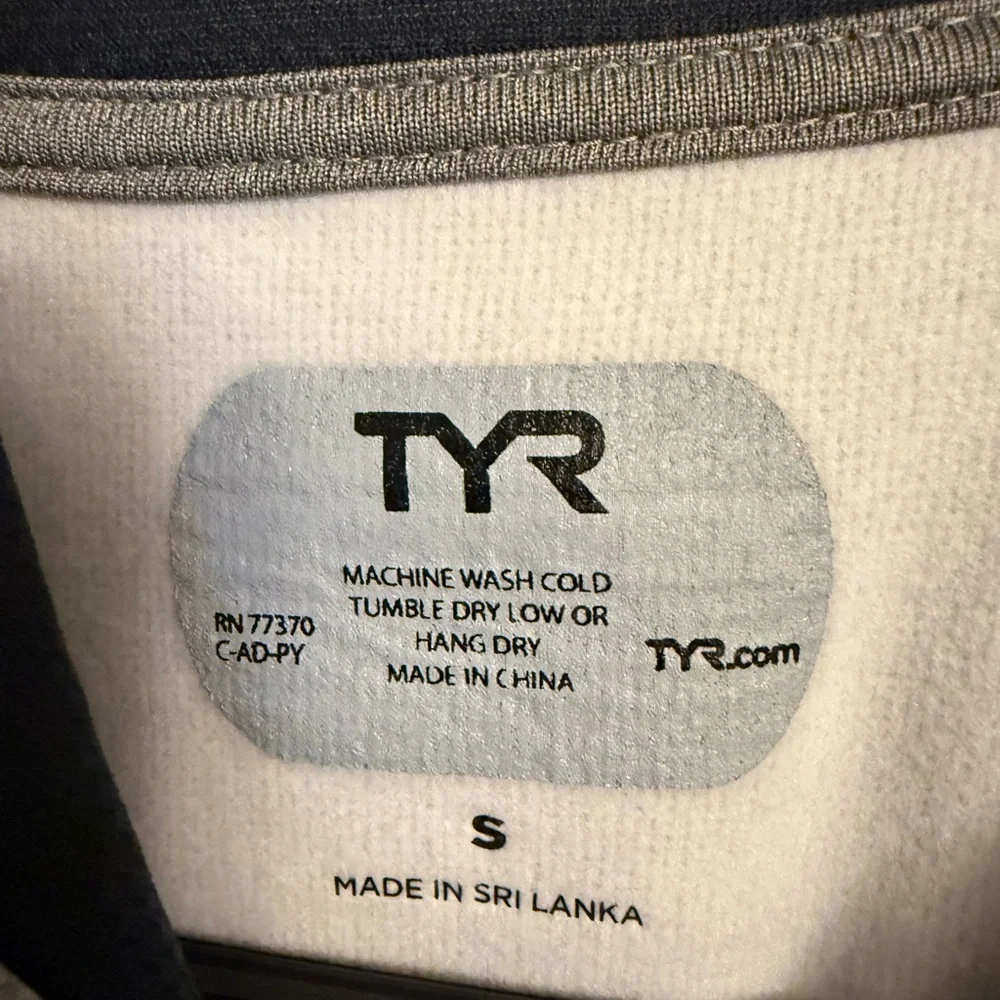 TYR
MACHINE WASH COLD
TUMBLE DRY LOW OR
HANG DRY
MADE IN CHINA
RN 77370
C-AD-PY
TYR.com
S
MADE IN SRI LANKA